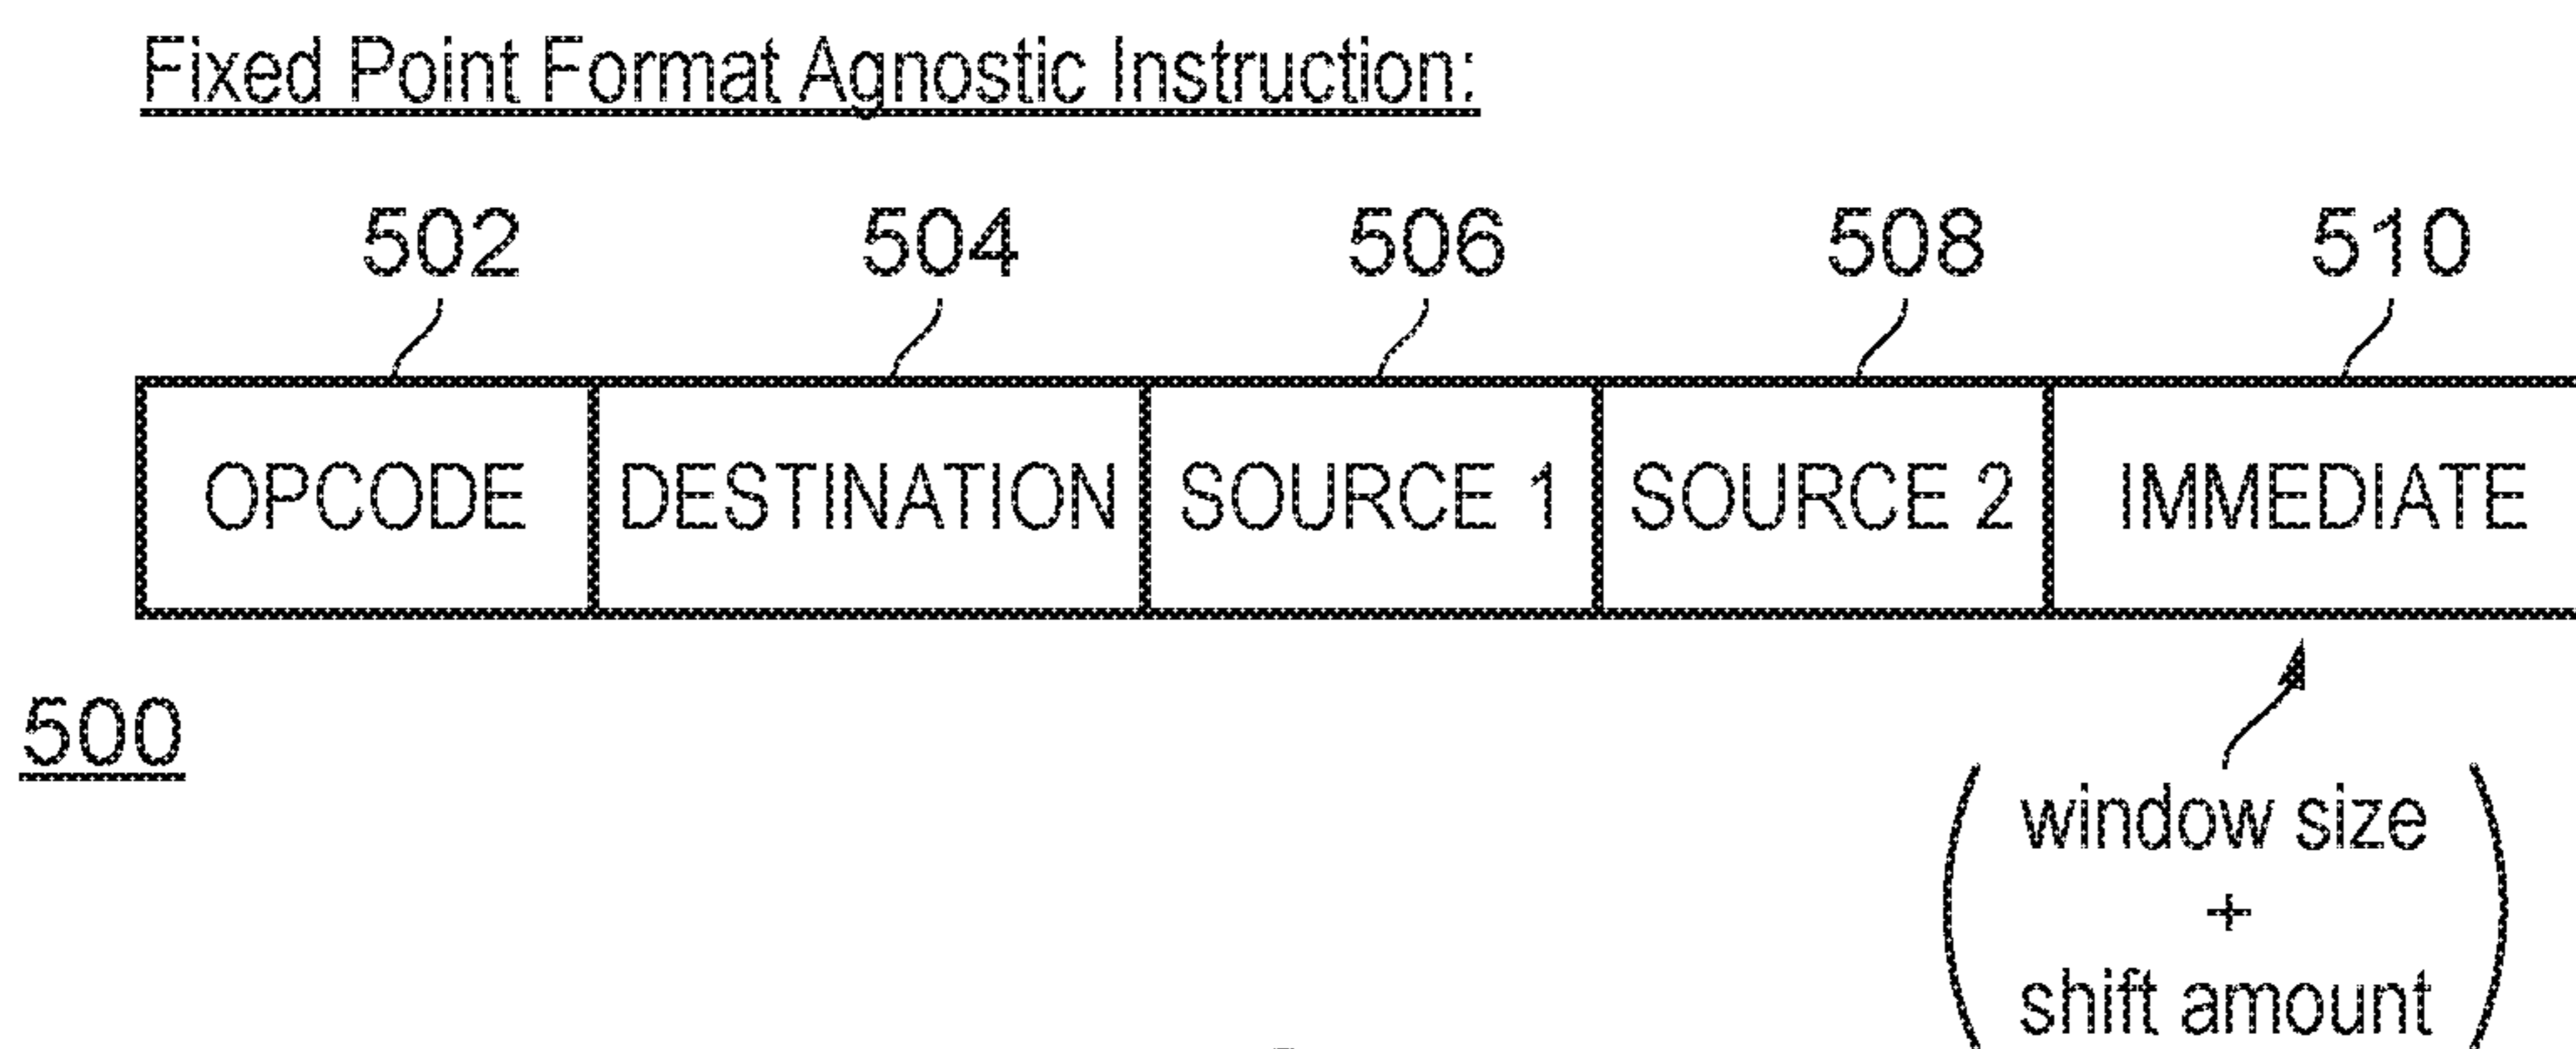 Fixed Point Format Agnostic Instruction:
502 504 506 508 510
OPCODE DESTINATION SOURCE 1 SOURCE 2 IMMEDIATE
500
window size
+
shift amount